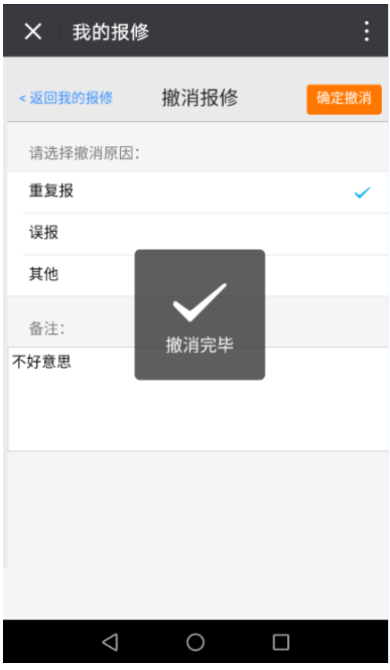 我的报修
< 返回我的报修 撤消报修 确定撤消
请选择撤消原因：
重复报
误报
其他
撤消完毕
备注：
不好意思